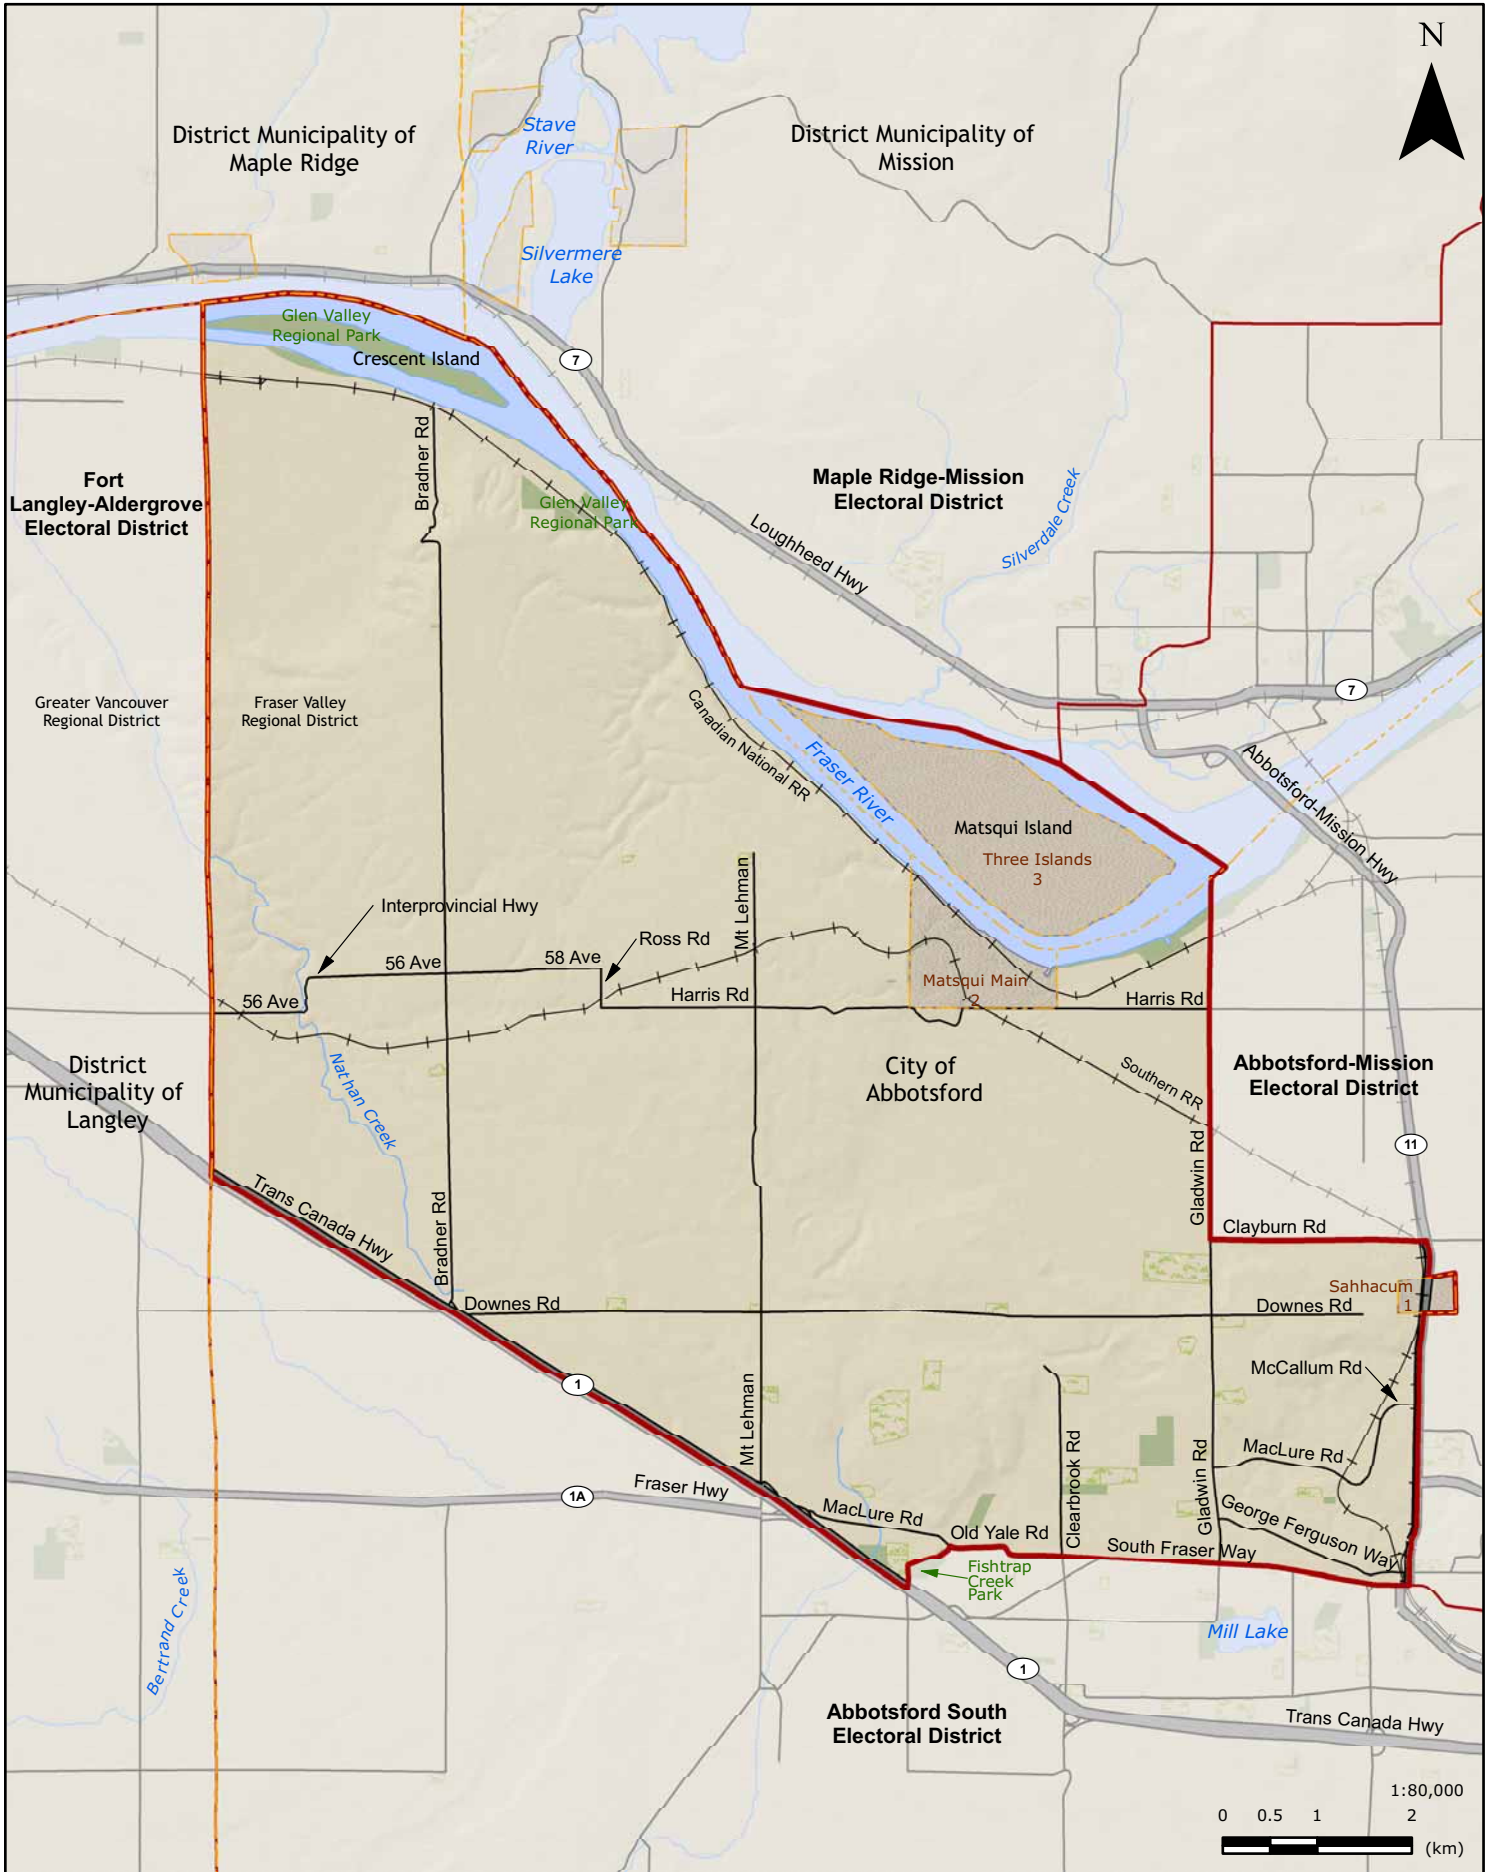 N
District Municipality of
Maple Ridge
Stave
River
District Municipality of
Mission
Silvermere
Lake
Glen Valley
Regional Park
Crescent Island
7
Bradner Rd
Fort
Langley-Aldergrove
Electoral District
Glen Valley
Regional Park
Maple Ridge-Mission
Electoral District
Silverdale Creek
Loughheed Hwy
Greater Vancouver
Regional District
Fraser Valley
Regional District
Canadian National RR
7
Fraser River
Abbotsford-Mission Hwy
Matsqui Island
Three Islands
3
Mt Lehman
Interprovincial Hwy
Ross Rd
56 Ave
58 Ave
56 Ave
Harris Rd
Matsqui Main
2
Harris Rd
Nathan Creek
District
Municipality of
Langley
City of
Abbotsford
Southern RR
Abbotsford-Mission
Electoral District
11
Gladwin Rd
Trans Canada Hwy
Bradner Rd
Clayburn Rd
Sahhacum
1
Downes Rd
Downes Rd
McCallum Rd
1
Mt Lehman
Clearbrook Rd
Gladwin Rd
MacLure Rd
Fraser Hwy
1A
MacLure Rd
Old Yale Rd
George Ferguson Way
South Fraser Way
Fishtrap
Creek
Park
Bertrand Creek
Mill Lake
1
Abbotsford South
Electoral District
Trans Canada Hwy
1:80,000
0 0.5 1 2
(km)